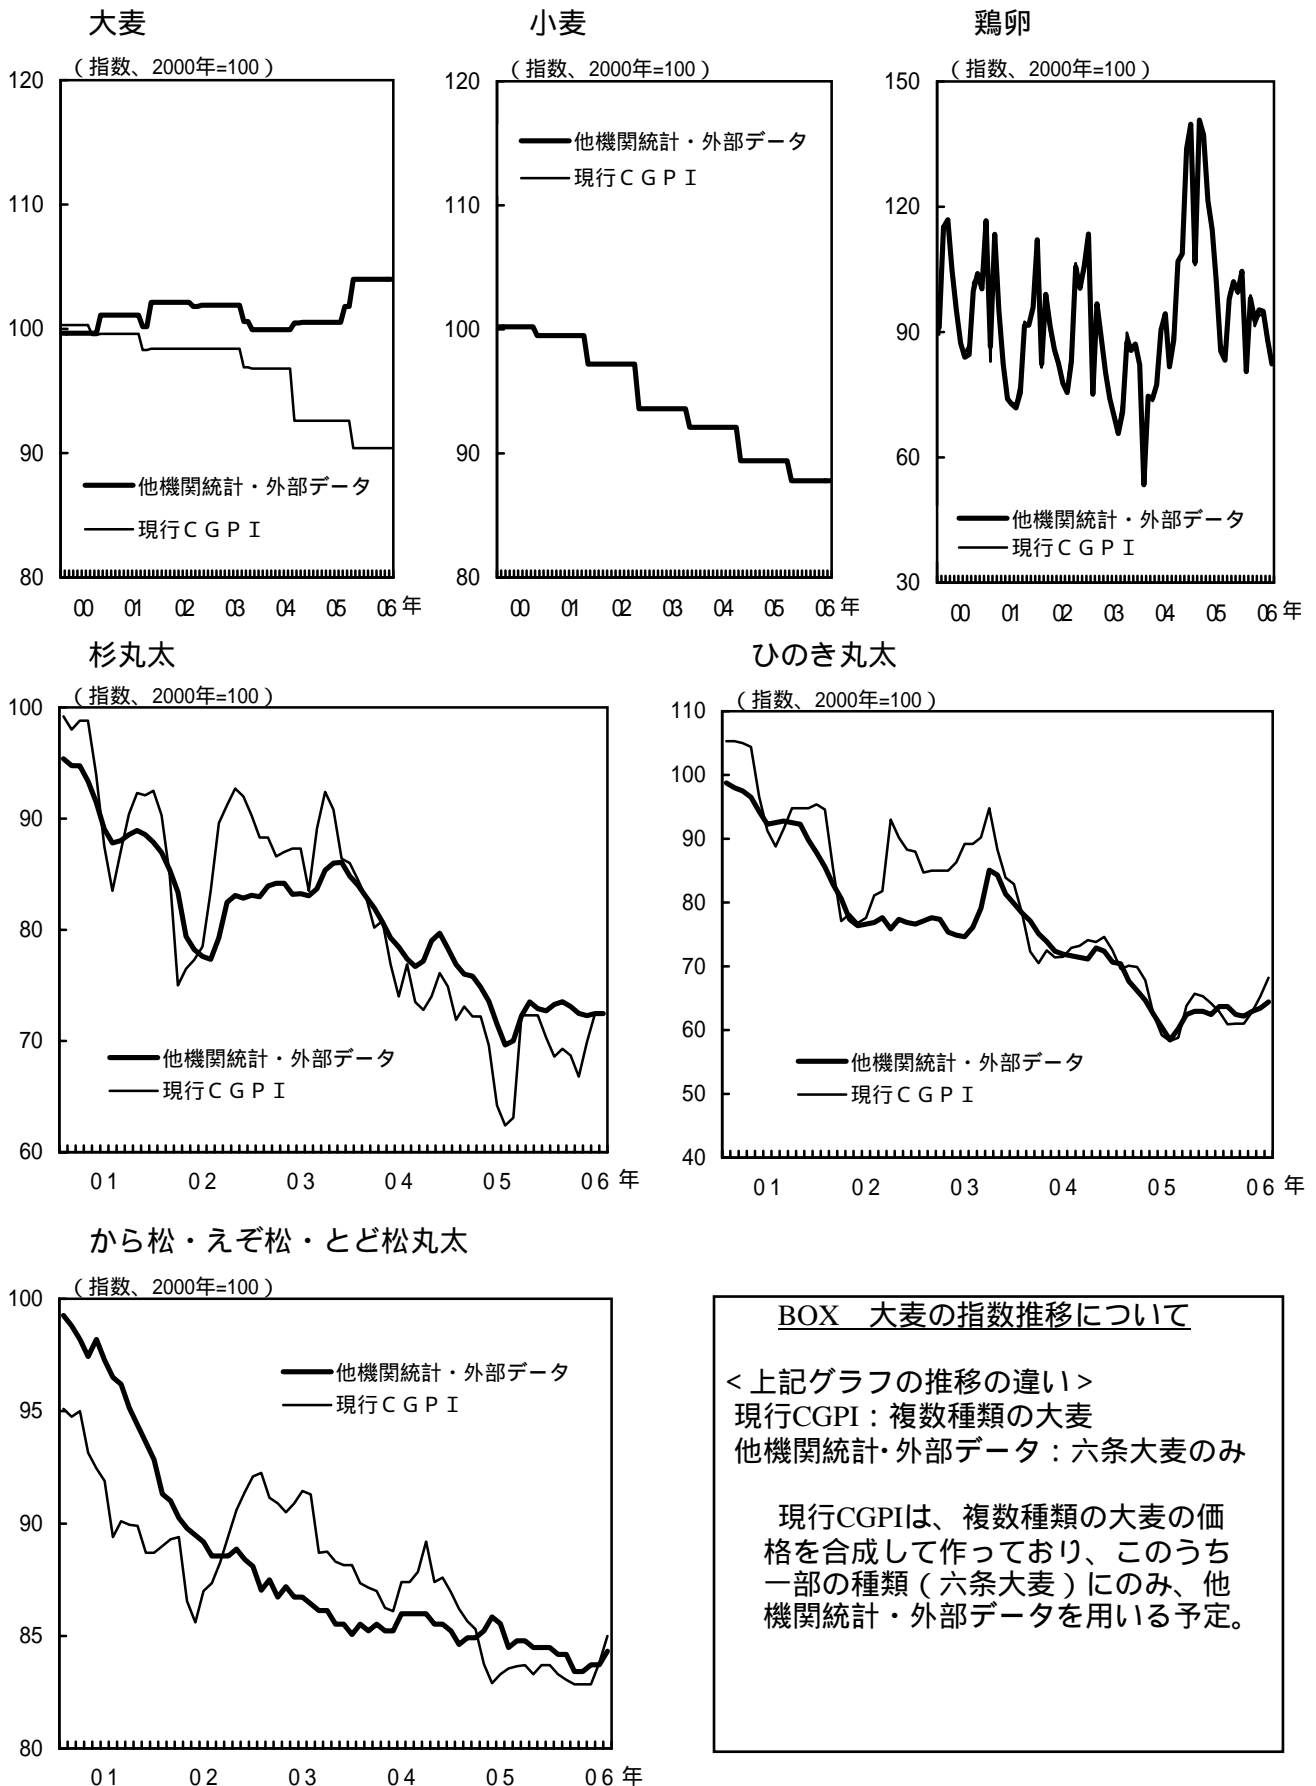 大麦
（指数、2000年=100）
120
110
100
90
80
他機関統計・外部データ
現行ＣＧＰＩ
00 01 02 03 04 05 06 年
小麦
（指数、2000年=100）
120
110
100
90
80
他機関統計・外部データ
現行ＣＧＰＩ
00 01 02 03 04 05 06 年
鶏卵
（指数、2000年=100）
150
120
90
60
30
他機関統計・外部データ
現行ＣＧＰＩ
00 01 02 03 04 05 06 年
杉丸太
（指数、2000年=100）
100
90
80
70
60
他機関統計・外部データ
現行ＣＧＰＩ
01 02 03 04 05 06 年
ひのき丸太
（指数、2000年=100）
110
100
90
80
70
60
50
40
他機関統計・外部データ
現行ＣＧＰＩ
01 02 03 04 05 06 年
から松・えぞ松・とど松丸太
（指数、2000年=100）
100
95
90
85
80
他機関統計・外部データ
現行ＣＧＰＩ
01 02 03 04 05 06 年
BOX　大麦の指数推移について
＜上記グラフの推移の違い＞
現行CGPI：複数種類の大麦
他機関統計・外部データ：六条大麦のみ
現行CGPIは、複数種類の大麦の価
格を合成して作っており、このうち
一部の種類（六条大麦）にのみ、他
機関統計・外部データを用いる予定。